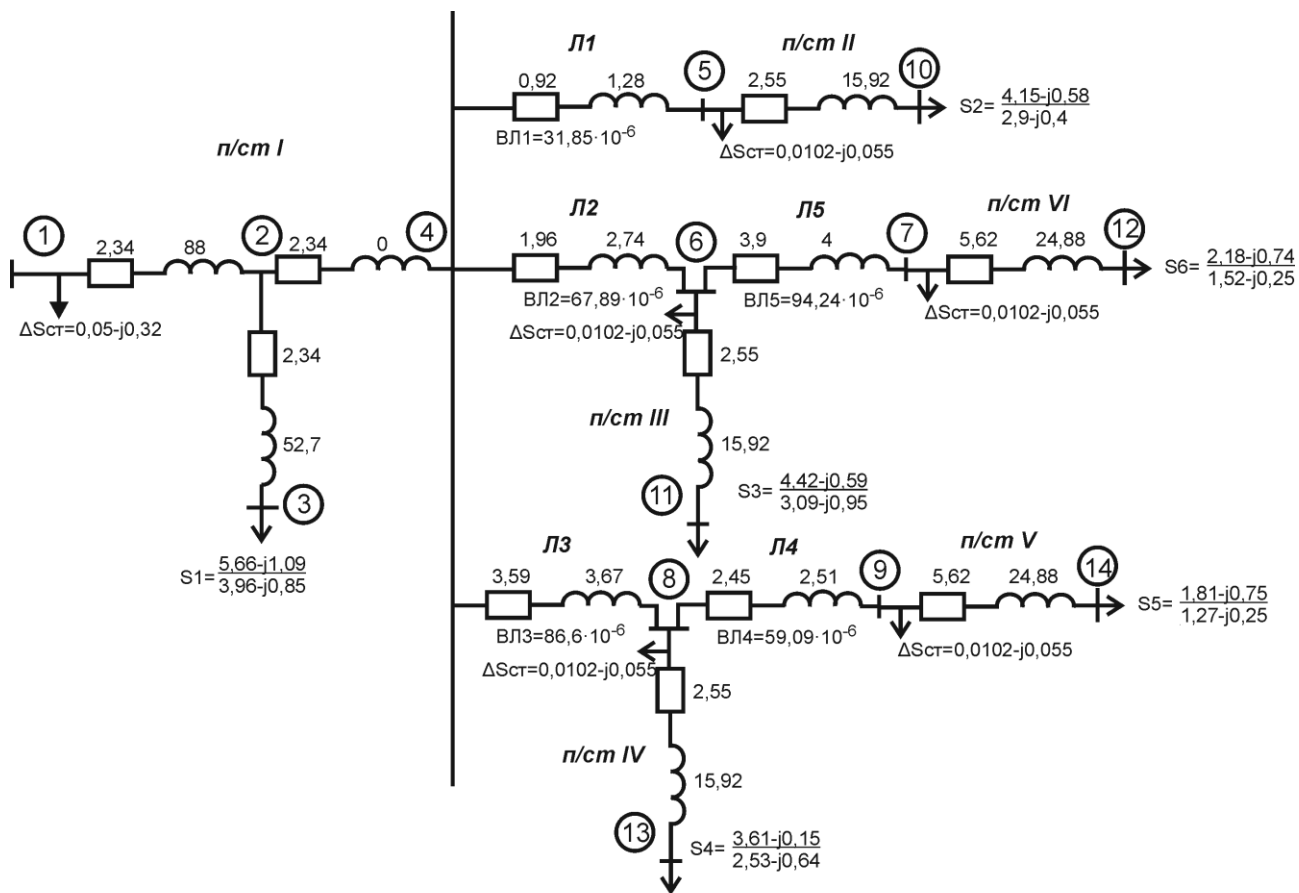 Л1
п/ст II
5
10
0,92
1,28
2,55
15,92
S2= 4,15-j0,58
2,9-j0,4
ВЛ1=31,85·10-6
ΔSст=0,0102-j0,055
п/ст I
Л2
Л5
п/ст VI
1
2
4
6
7
12
2,34
88
2,34
0
1,96
2,74
3,9
4
5,62
24,88
S6= 2,18-j0,74
1,52-j0,25
ВЛ2=67,89·10-6
ВЛ5=94,24·10-6
ΔSст=0,0102-j0,055
ΔSст=0,05-j0,32
ΔSст=0,0102-j0,055
2,34
2,55
п/ст III
52,7
15,92
3
11
S3= 4,42-j0,59
3,09-j0,95
S1= 5,66-j1,09
3,96-j0,85
Л3
Л4
п/ст V
8
9
14
3,59
3,67
2,45
2,51
5,62
24,88
S5= 1,81-j0,75
1,27-j0,25
ВЛ3=86,6·10-6
ВЛ4=59,09·10-6
ΔSст=0,0102-j0,055
ΔSст=0,0102-j0,055
2,55
п/ст IV
15,92
13
S4= 3,61-j0,15
2,53-j0,64